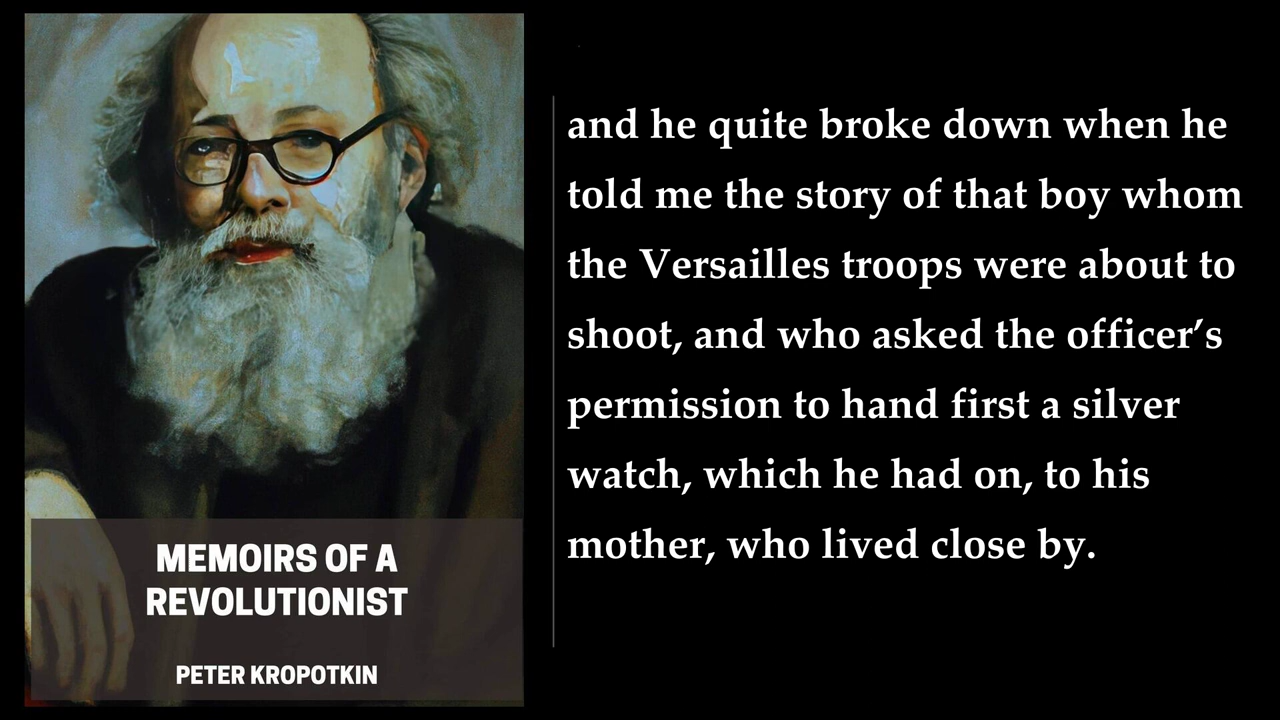 MEMOIRS OF A
REVOLUTIONIST
PETER KROPOTKIN
and he quite broke down when he
told me the story of that boy whom
the Versailles troops were about to
shoot, and who asked the officer’s
permission to hand first a silver
watch, which he had on, to his
mother, who lived close by.